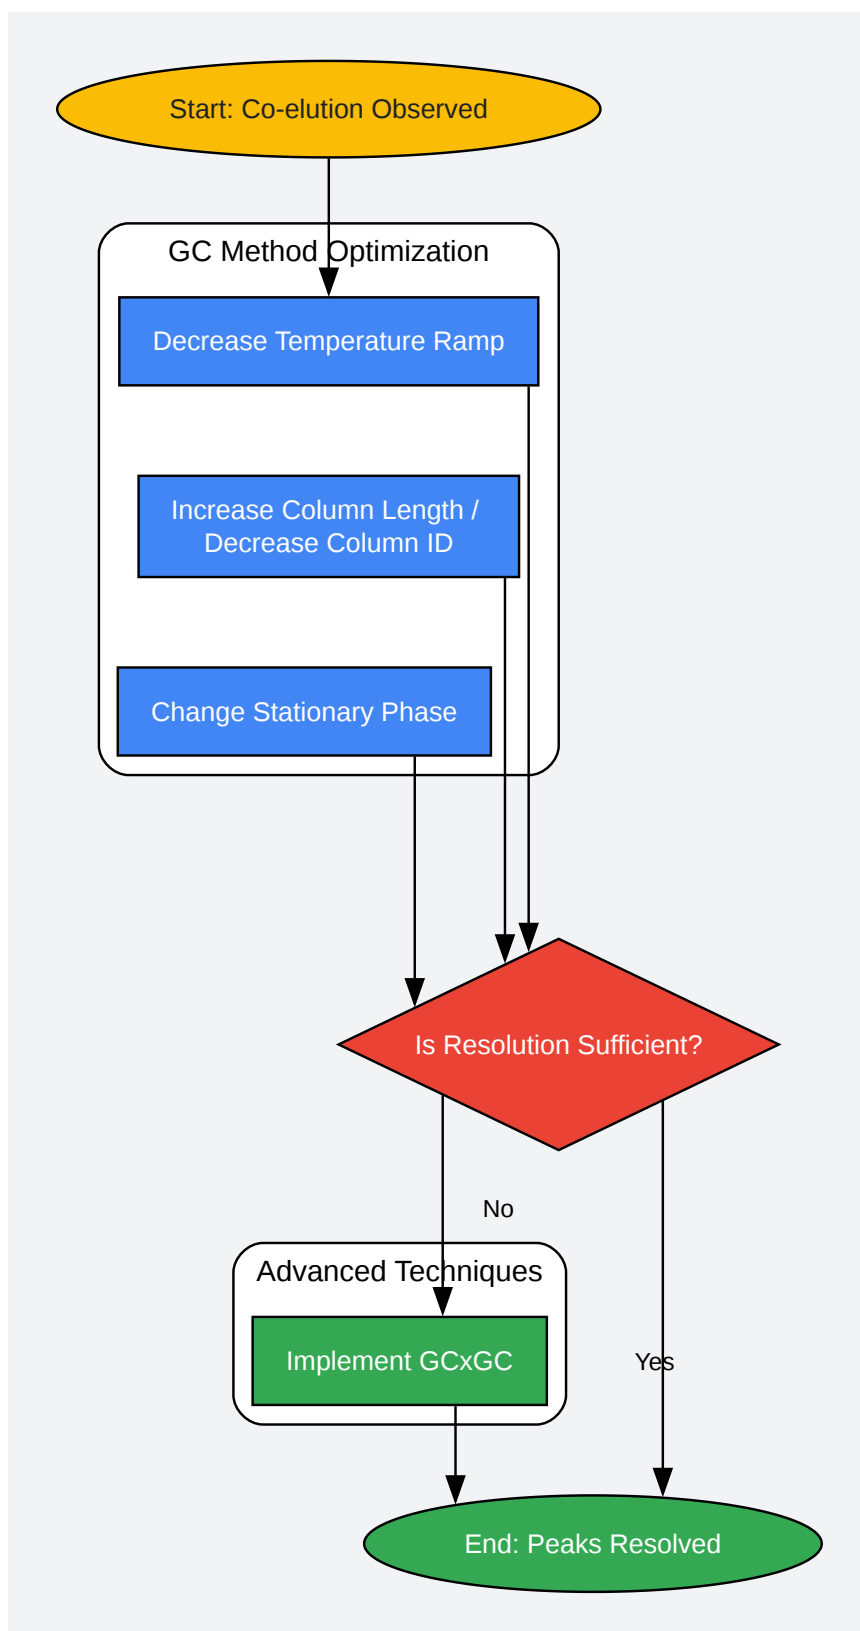 Start: Co-elution Observed
GC Method Optimization
Decrease Temperature Ramp
Increase Column Length /
Decrease Column ID
Change Stationary Phase
Is Resolution Sufficient?
No
Advanced Techniques
Implement GCxGC
Yes
End: Peaks Resolved